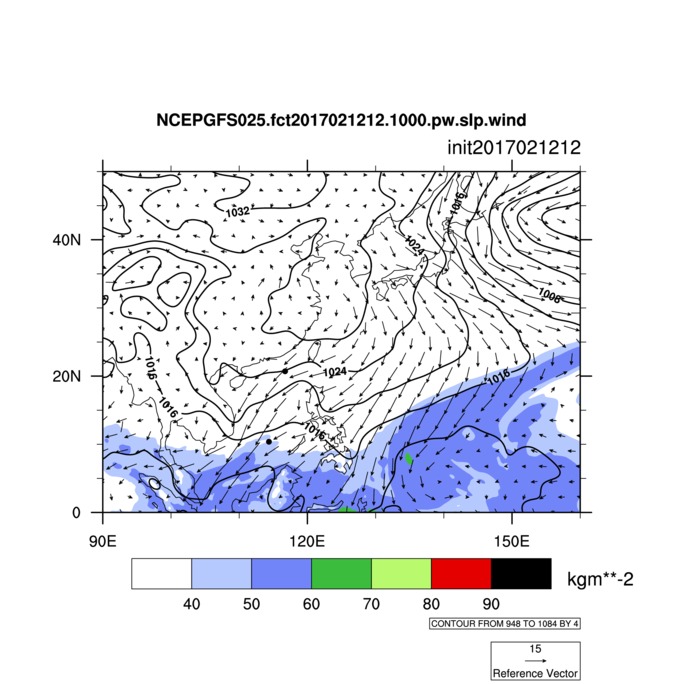 NCEPGFS025.fct2017021212.1000.pw.slp.wind
init2017021212
1032
1016
1024
40N
1008
1016
1024
20N
1016
1016
1016
0
90E
120E
150E
kgm**-2
40
50
60
70
80
90
CONTOUR FROM 948 TO 1084 BY 4
15
Reference Vector